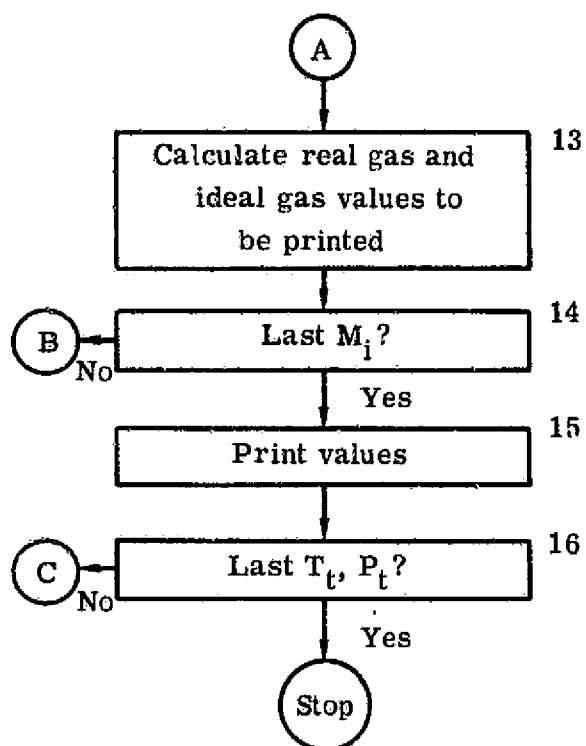 A
13
Calculate real gas and
ideal gas values to
be printed
14
Last M_i?
B
No
Yes
15
Print values
16
Last T_t, P_t?
C
No
Yes
Stop